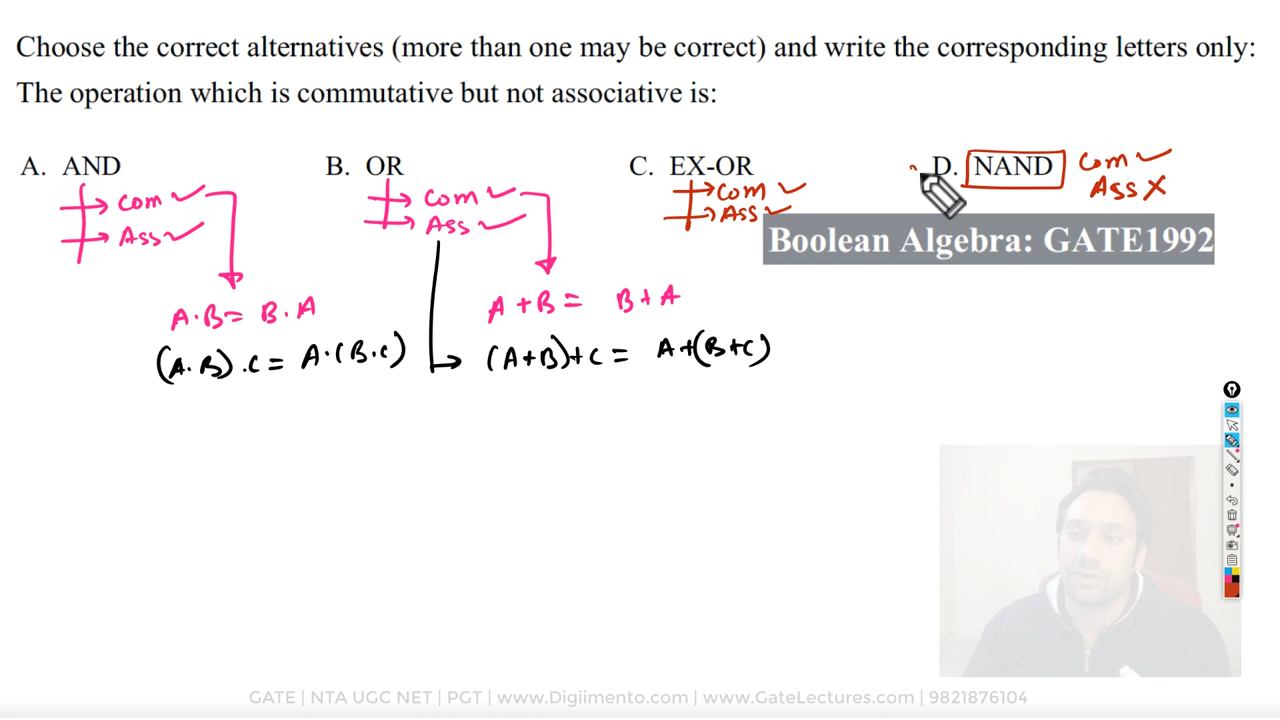 Choose the correct alternatives (more than one may be correct) and write the corresponding letters only:
The operation which is commutative but not associative is:
A. AND
B. OR
C. EX-OR
D. NAND
Com ✓
Ass X
Com ✓
Ass ✓
Com ✓
Ass ✓
Com ✓
Ass ✓
Boolean Algebra: GATE1992
A·B = B·A
A+B = B+A
(A·B)·C = A·(B·C)
(A+B)+C = A+(B+C)
GATE | NTA UGC NET | PGT | www.Digiimento.com | www.GateLectures.com | 9821876104